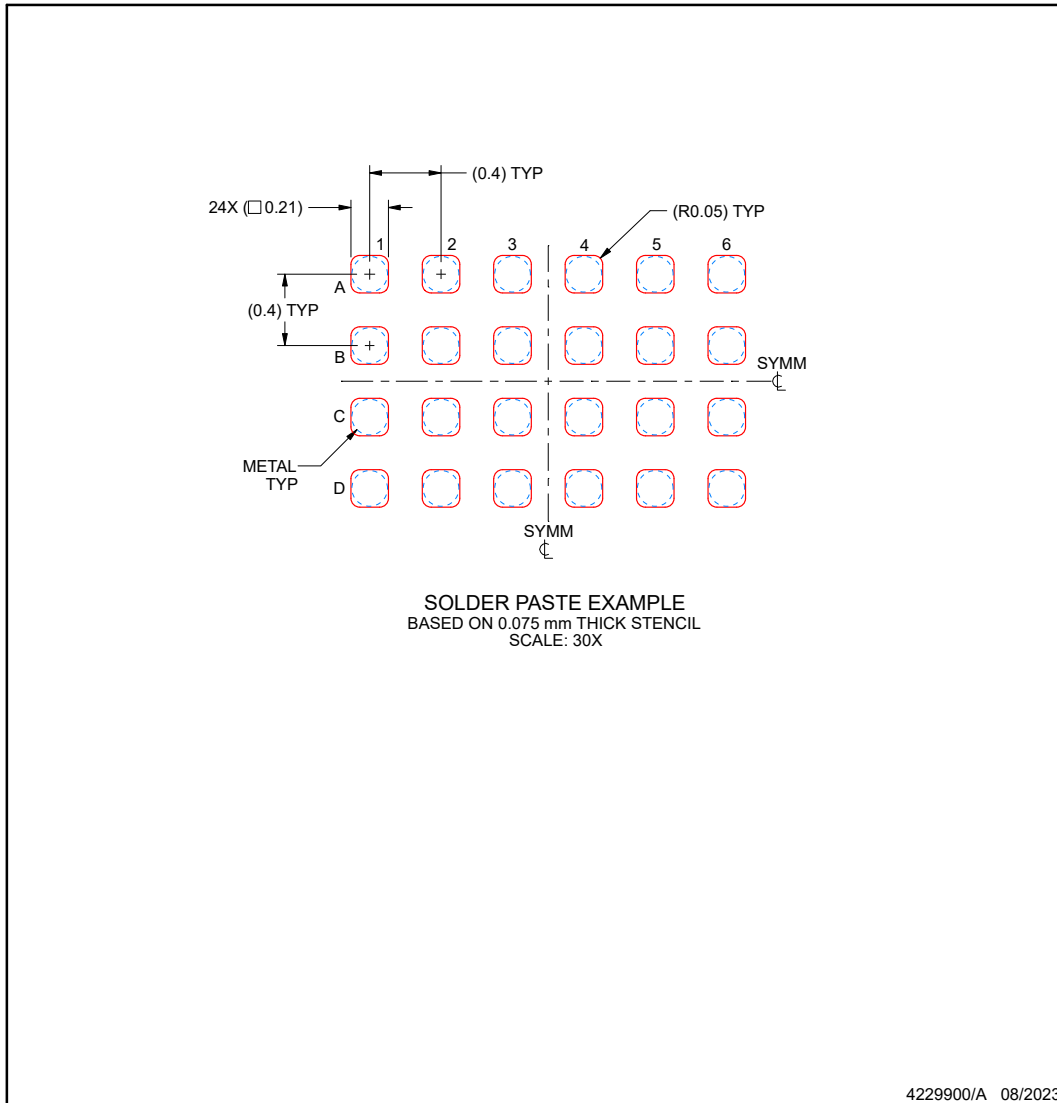 (0.4) TYP
24X (□ 0.21)
(R0.05) TYP
1 2 3 4 5 6
A
(0.4) TYP
B
SYMM
C
METAL
TYP
D
SYMM
SOLDER PASTE EXAMPLE
BASED ON 0.075 mm THICK STENCIL
SCALE: 30X
4229900/A 08/2023